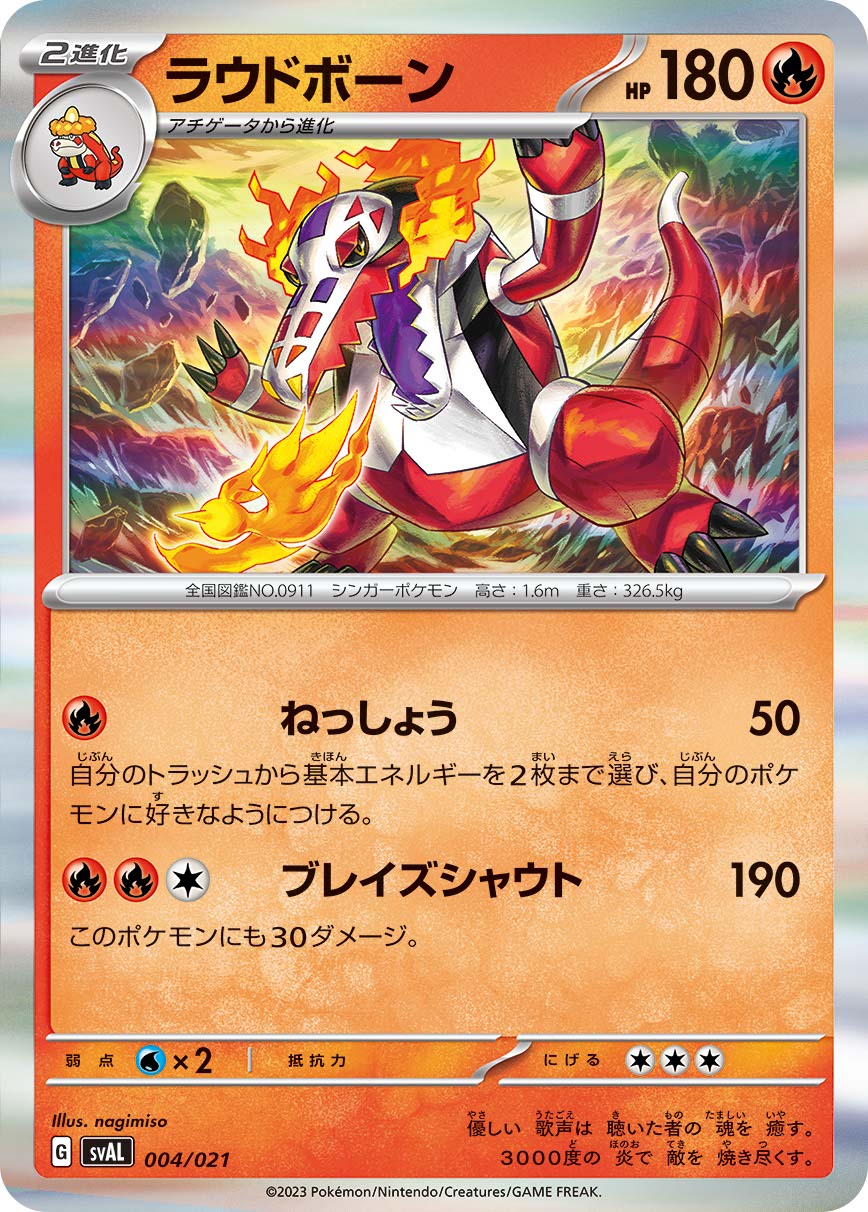 2進化
ラウドボーン
HP 180
アチゲータから進化
全国図鑑NO.0911 シンガーポケモン 高さ：1.6m 重さ：326.5kg
ねっしょう 50
自分のトラッシュから基本エネルギーを2枚まで選び、自分のポケ
モンに好きなようにつける。
ブレイズシャウト 190
このポケモンにも30ダメージ。
弱点 ×2 抵抗力 にげる
Illus. nagimiso
優しい 歌声は 聴いた者の 魂を 癒す。
3000度の 炎で 敵を 焼き尽くす。
G svAL 004/021
©2023 Pokémon/Nintendo/Creatures/GAME FREAK.